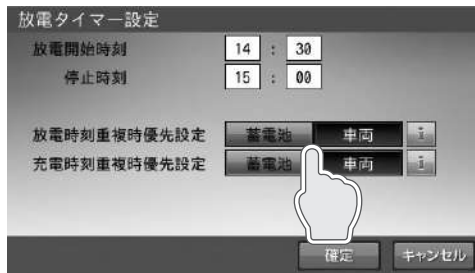 放電タイマー設定
放電開始時刻 14 : 30
停止時刻 15 : 00
放電時刻重複時優先設定 蓄電池 車両 i
充電時刻重複時優先設定 蓄電池 車両 i
確定 キャンセル